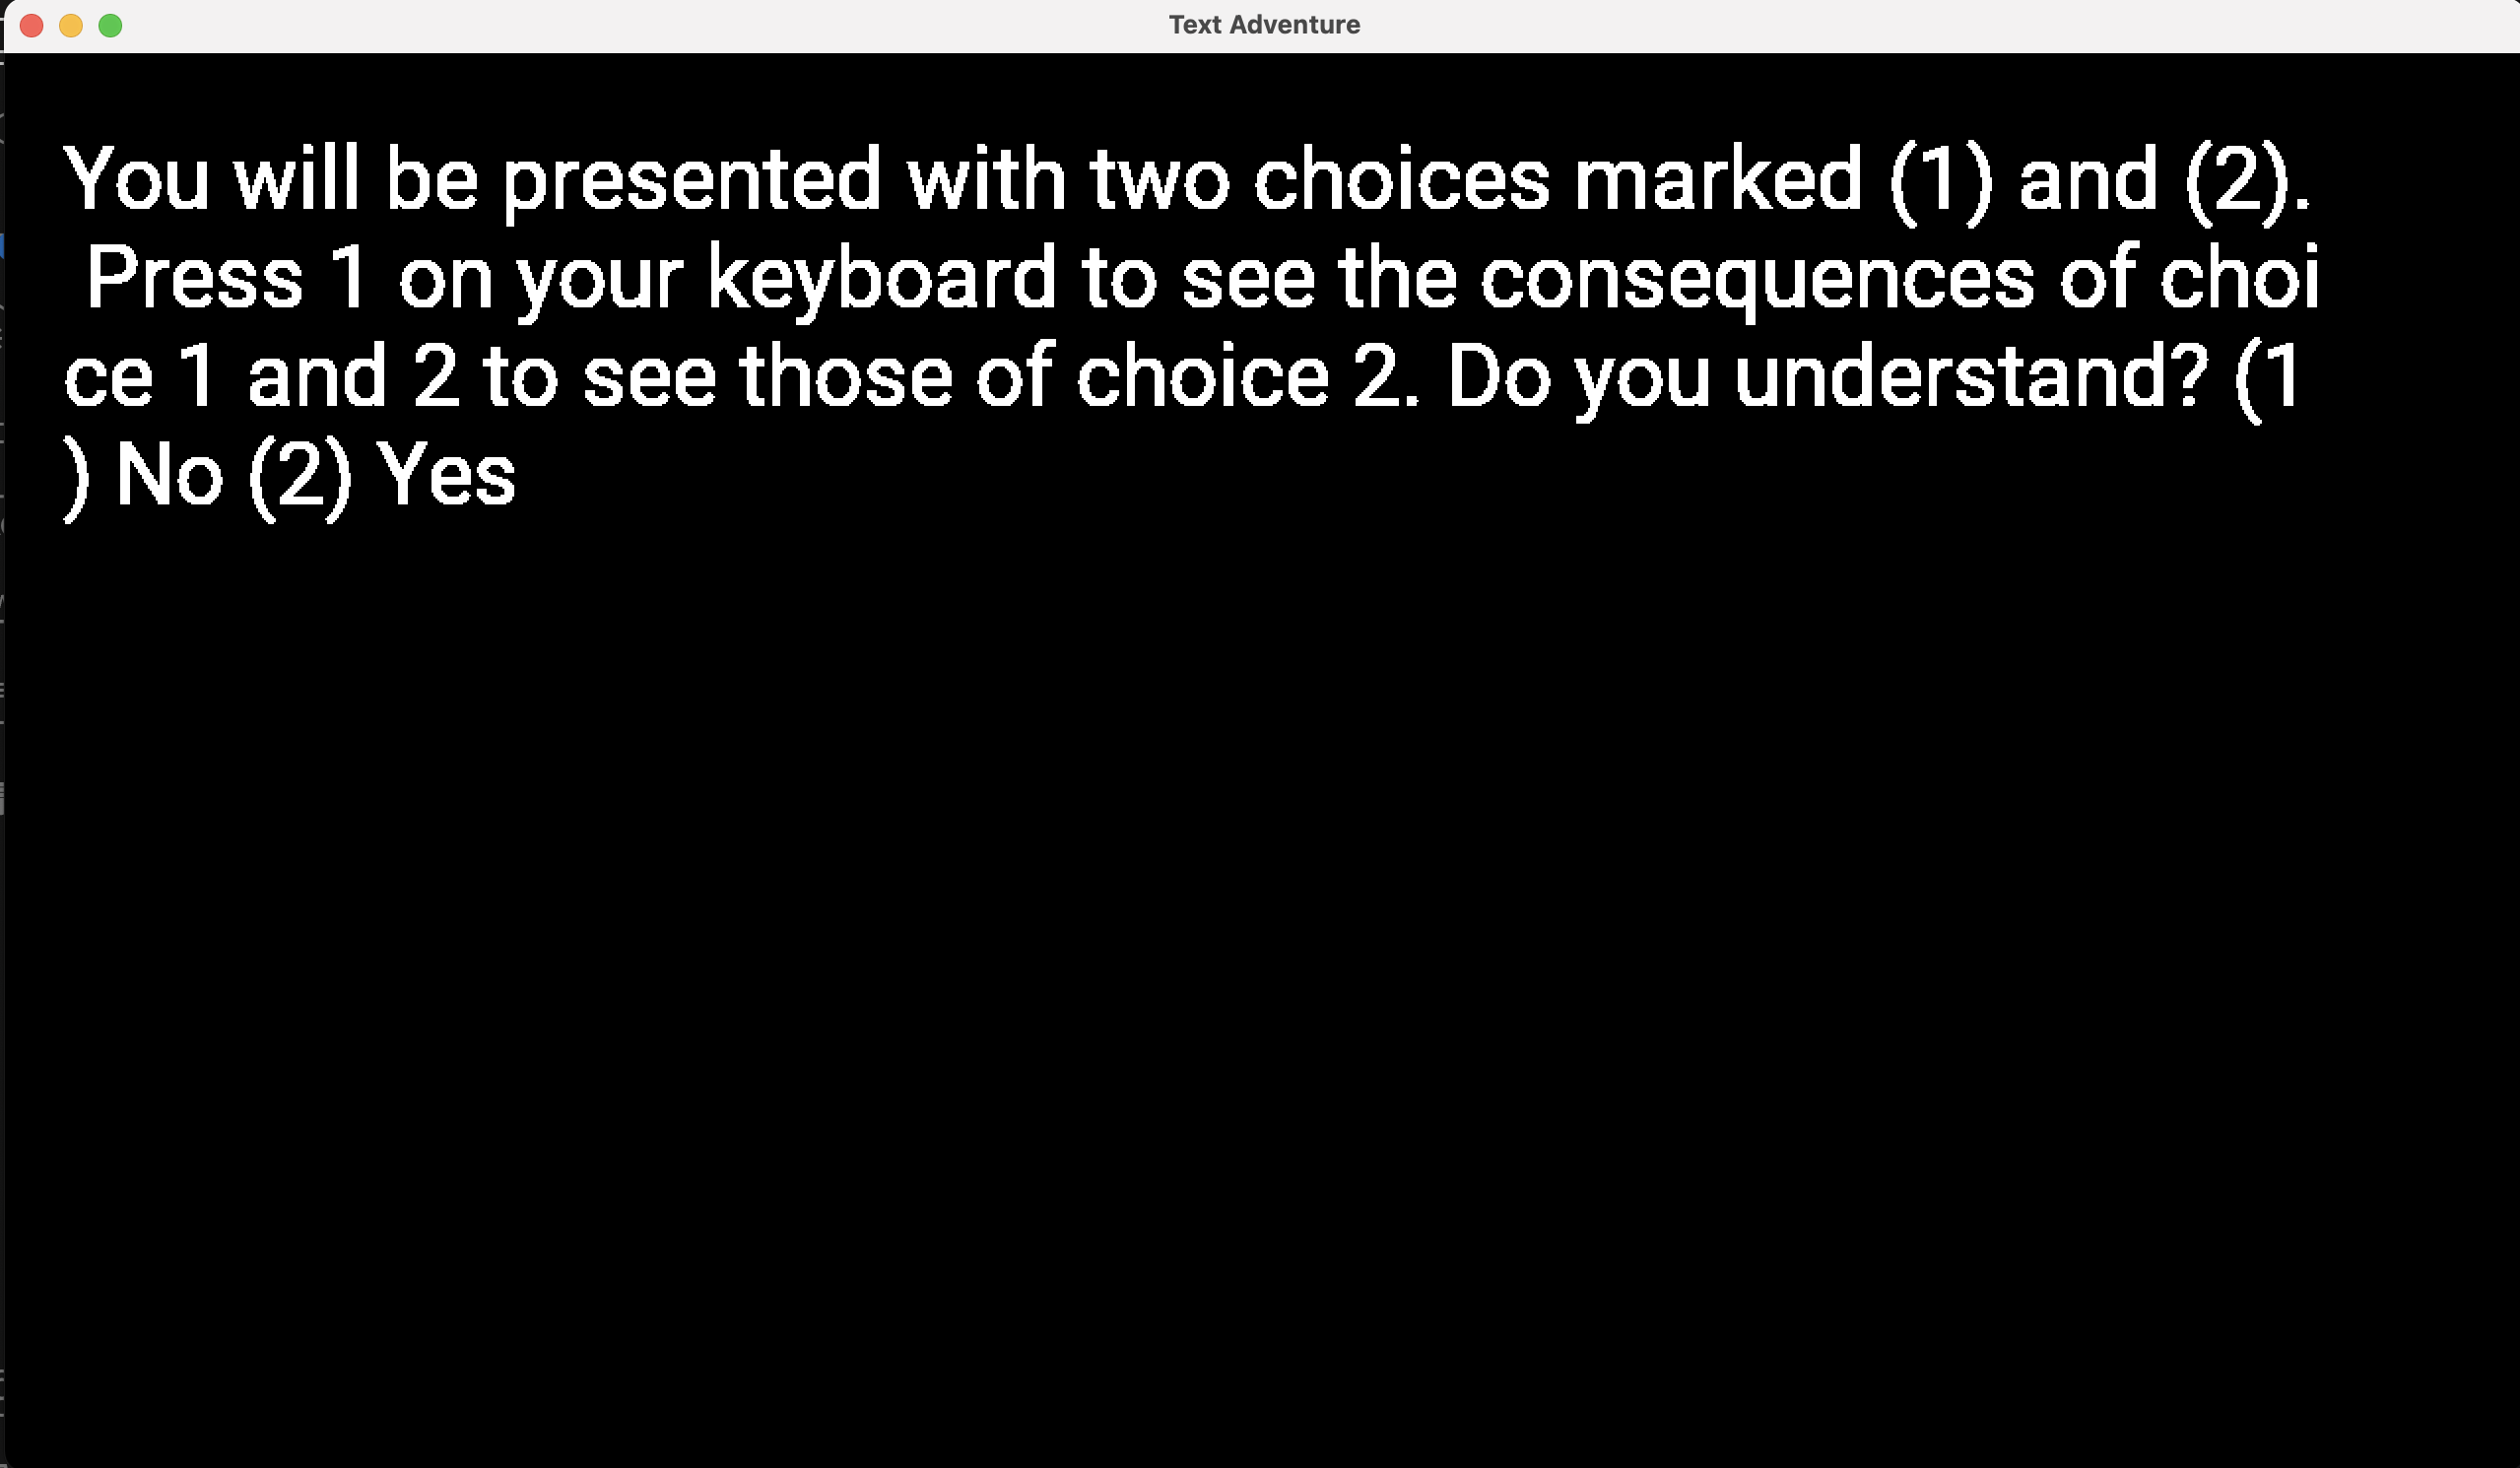 Text Adventure
You will be presented with two choices marked (1) and (2).
Press 1 on your keyboard to see the consequences of choi
ce 1 and 2 to see those of choice 2. Do you understand? (1
) No (2) Yes